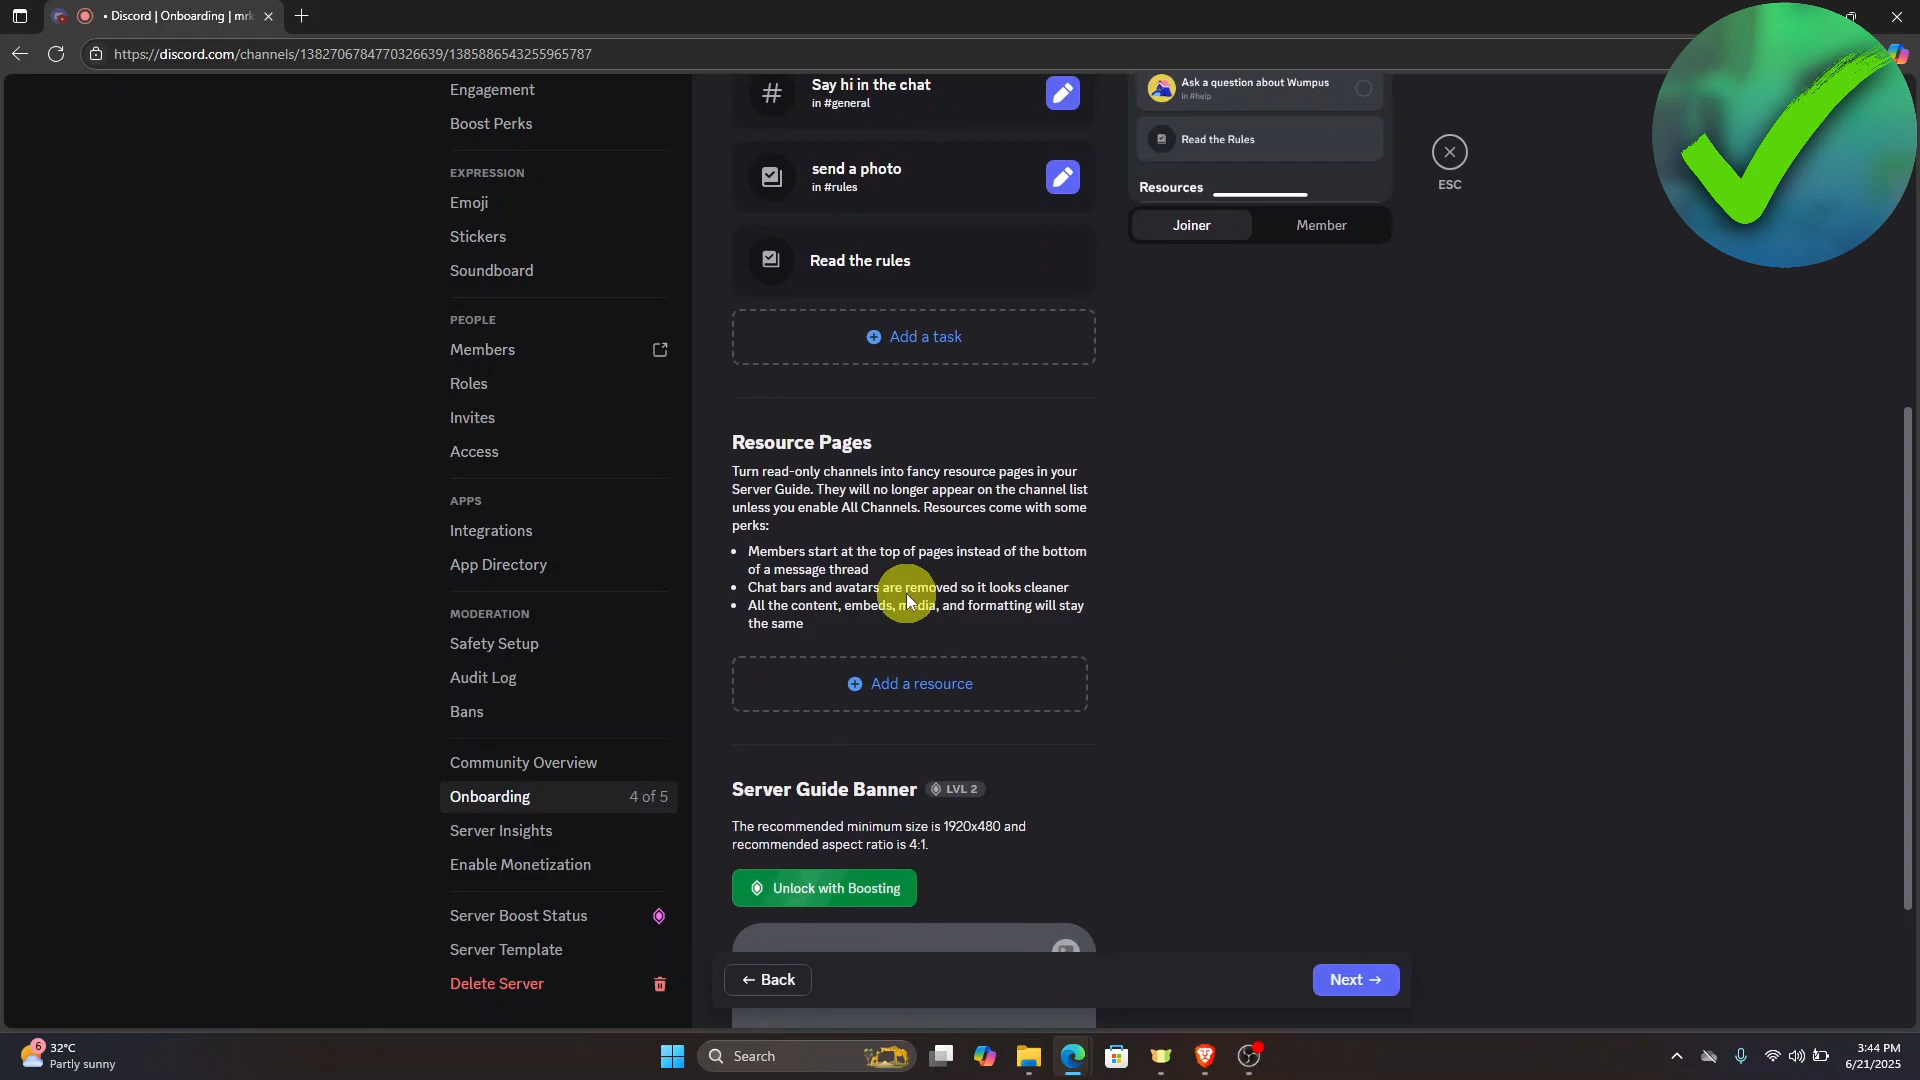 • Discord | Onboarding | mrk
https://discord.com/channels/1382706784770326639/1385886543255965787
Engagement
Boost Perks
EXPRESSION
Emoji
Stickers
Soundboard
PEOPLE
Members
Roles
Invites
Access
APPS
Integrations
App Directory
MODERATION
Safety Setup
Audit Log
Bans
Community Overview
Onboarding 4 of 5
Server Insights
Enable Monetization
Server Boost Status
Server Template
Delete Server
Say hi in the chat
in #general
send a photo
in #rules
Read the rules
Add a task
Resource Pages
Turn read-only channels into fancy resource pages in your
Server Guide. They will no longer appear on the channel list
unless you enable All Channels. Resources come with some
perks:
• Members start at the top of pages instead of the bottom
of a message thread
• Chat bars and avatars are removed so it looks cleaner
• All the content, embeds, media, and formatting will stay
the same
Add a resource
Server Guide Banner LVL 2
The recommended minimum size is 1920x480 and
recommended aspect ratio is 4:1.
Unlock with Boosting
← Back
Next →
Ask a question about Wumpus
in #help
Read the Rules
Resources
Joiner
Member
ESC
6
32°C
Partly sunny
Search
3:44 PM
6/21/2025